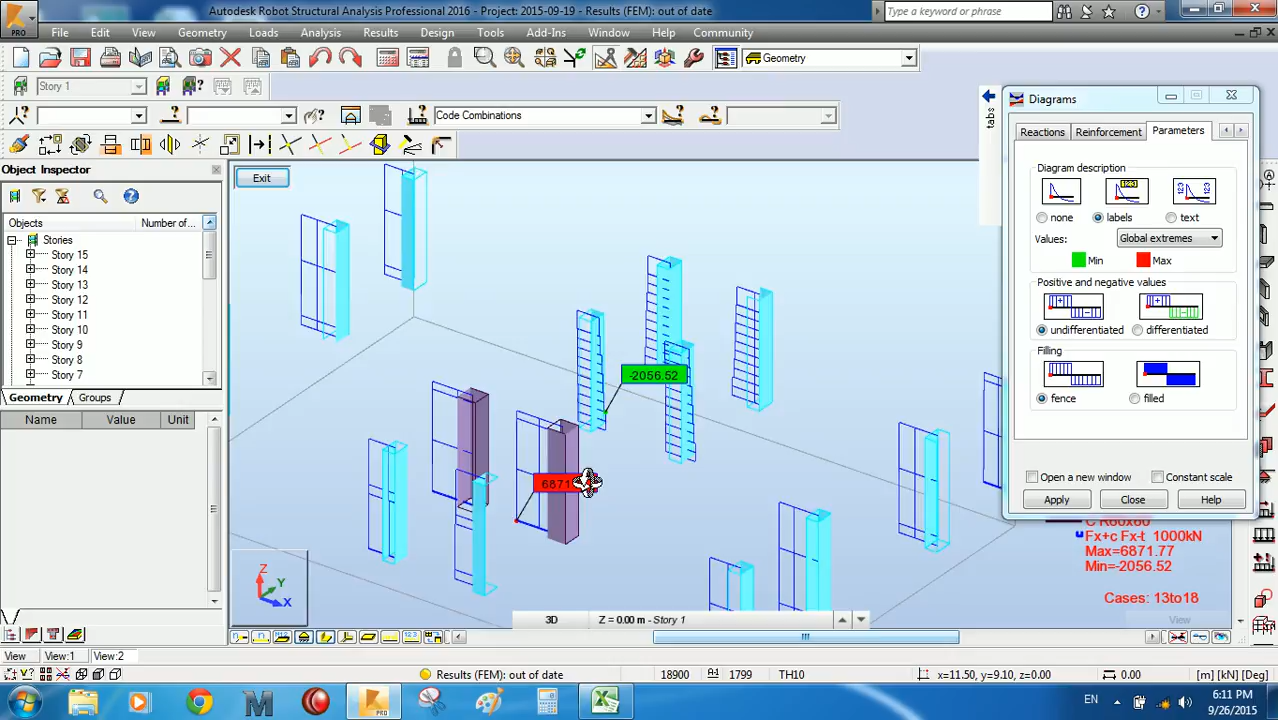 Autodesk Robot Structural Analysis Professional 2016 - Project: 2015-09-19 - Results (FEM): out of date
Type a keyword or phrase
PRO
File Edit View Geometry Loads Analysis Results Design Tools Add-Ins Window Help Community
Geometry
Story 1
Code Combinations
Object Inspector
Objects Number of...
Stories
Story 15
Story 14
Story 13
Story 12
Story 11
Story 10
Story 9
Story 8
Story 7
Geometry Groups
Name Value Unit
Exit
-2056.52
6871
tabs
Diagrams
Reactions Reinforcement Parameters
Diagram description
none labels text
Values: Global extremes
Min Max
Positive and negative values
undifferentiated differentiated
Filling
fence filled
Open a new window Constant scale
Apply Close Help
C R60x60
Fx+c Fx-t 1000kN
Max=6871.77
Min=-2056.52
Cases: 13to18
View
Z Y X
3D Z = 0.00 m - Story 1
View View:1 View:2
Results (FEM): out of date 18900 1799 TH10 x=11.50, y=9.10, z=0.00 0.00 [m] [kN] [Deg]
EN
6:11 PM
9/26/2015